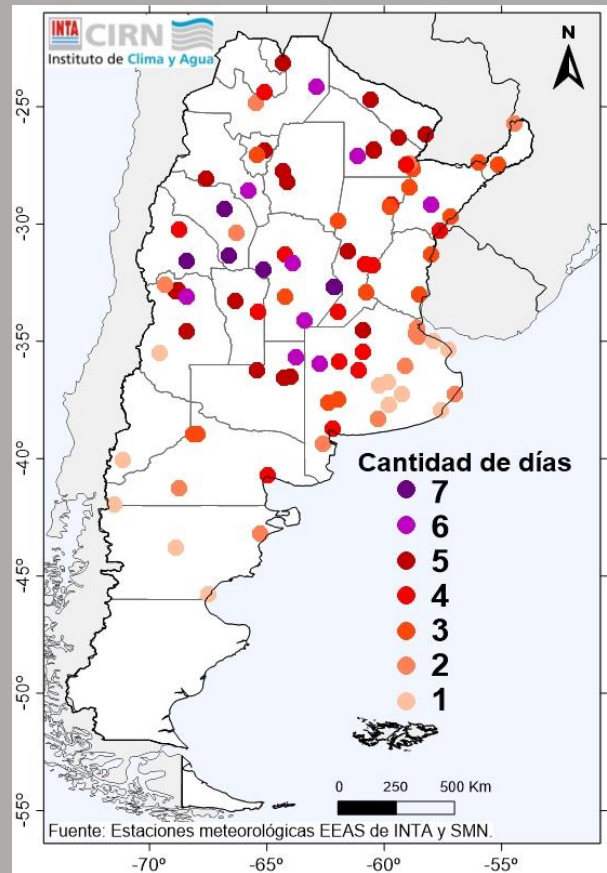 INTA CIRN
Instituto de Clima y Agua
N
-25°
-30°
-35°
-40°
-45°
-50°
-55°
Cantidad de días
7
6
5
4
3
2
1
0 250 500 Km
Fuente: Estaciones meteorológicas EEAS de INTA y SMN.
-70° -65° -60° -55°